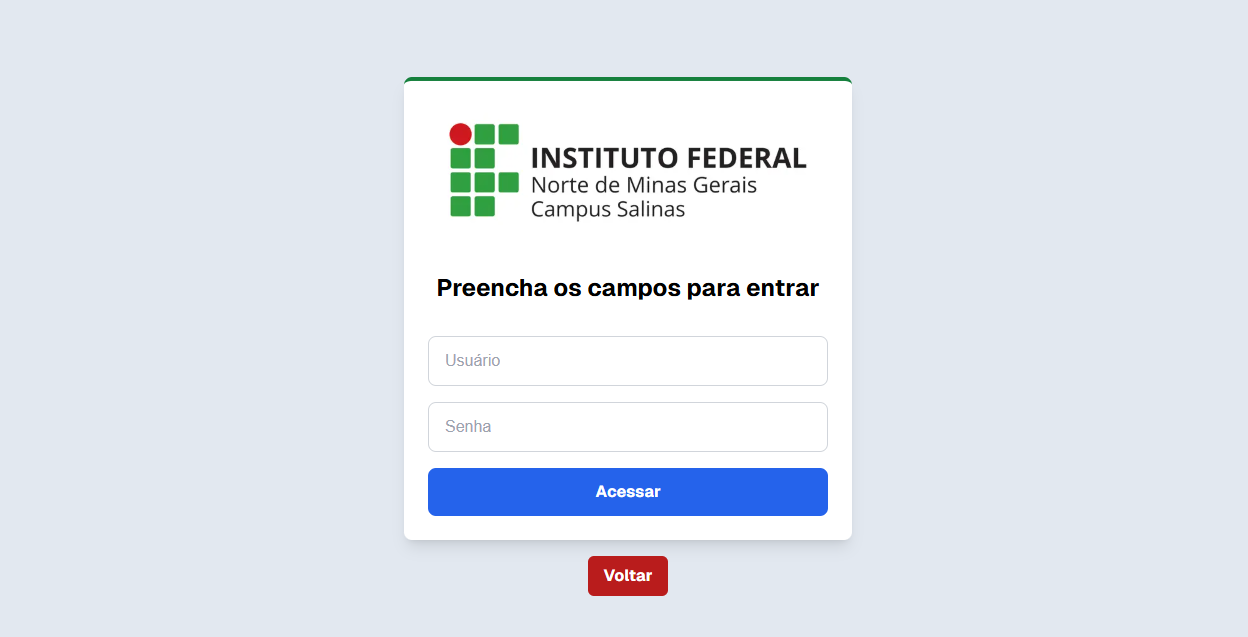 INSTITUTO FEDERAL
Norte de Minas Gerais
Campus Salinas
Preencha os campos para entrar
Usuário
Senha
Acessar
Voltar